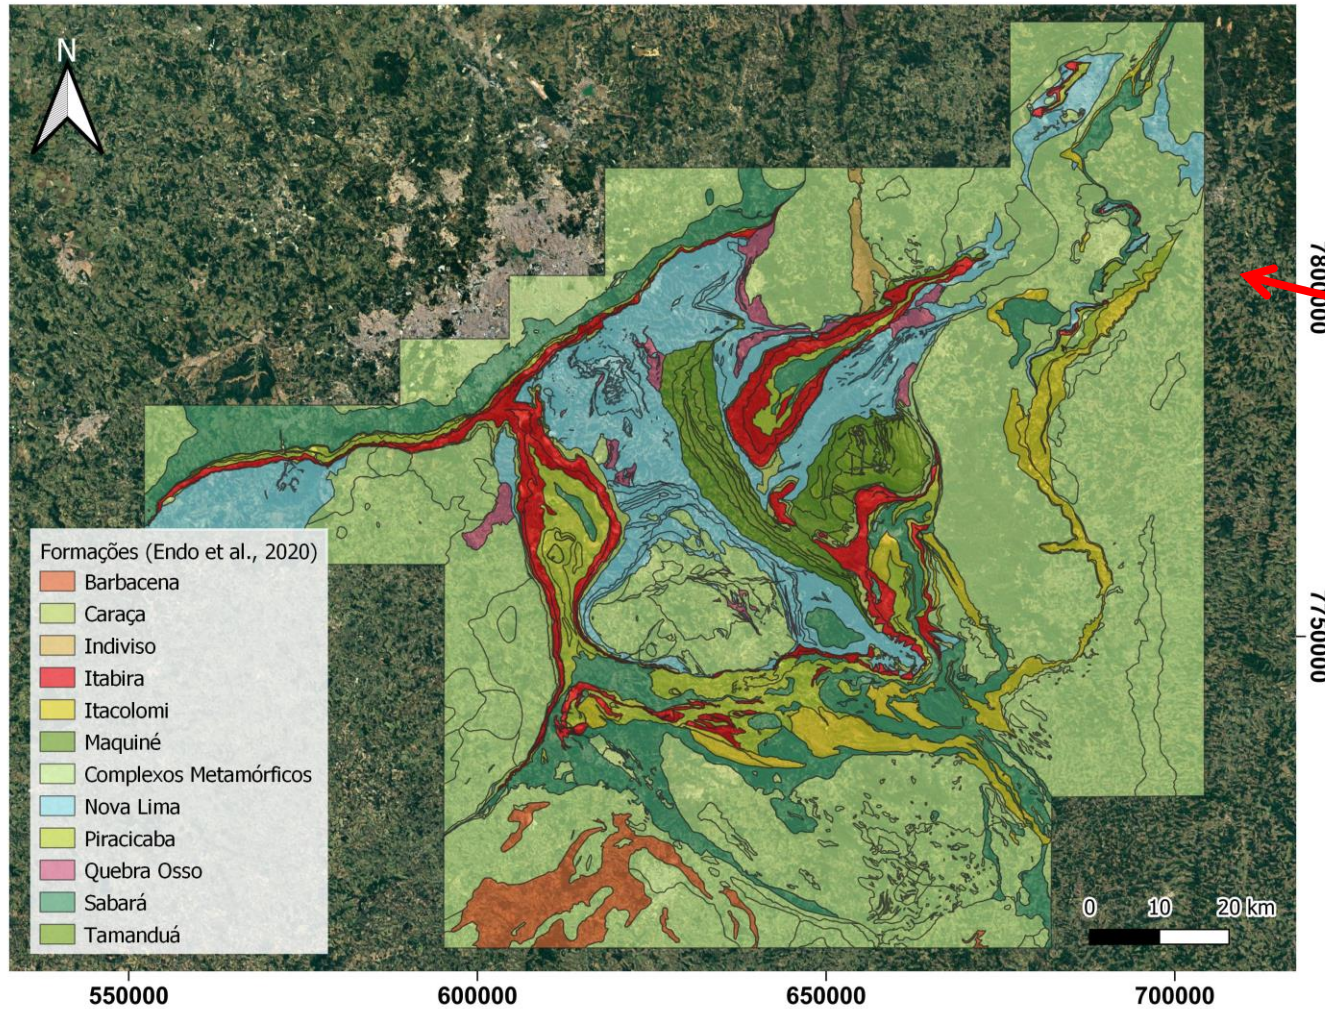 N
Formações (Endo et al., 2020)
Barbacena
Caraça
Indiviso
Itabira
Itacolomi
Maquiné
Complexos Metamórficos
Nova Lima
Piracicaba
Quebra Osso
Sabará
Tamanduá
0 10 20 km
7800000
7750000
550000 600000 650000 700000